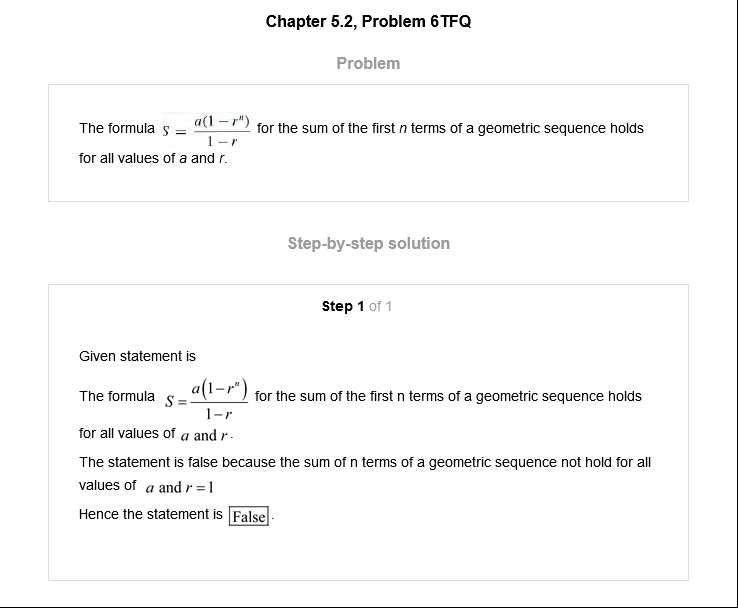 Chapter 5.2, Problem 6TFQ
Problem
The formula S = a(1 − rⁿ) / (1 − r) for the sum of the first n terms of a geometric sequence holds
for all values of a and r.
Step-by-step solution
Step 1 of 1
Given statement is
The formula S = a(1 − rⁿ) / (1 − r) for the sum of the first n terms of a geometric sequence holds
for all values of a and r.
The statement is false because the sum of n terms of a geometric sequence not hold for all
values of a and r = 1
Hence the statement is False.